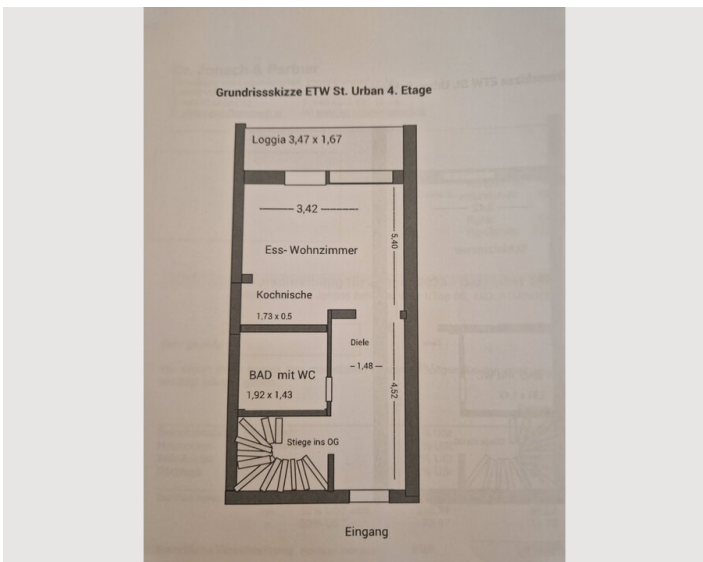 Grundrissskizze ETW St. Urban 4. Etage
Loggia 3,47 x 1,67
3,42
5,40
Ess- Wohnzimmer
Kochnische
1.73 x 0.5
Diele
1,48
BAD mit WC
4,52
1,92 x 1,43
Stiege ins OG
Eingang